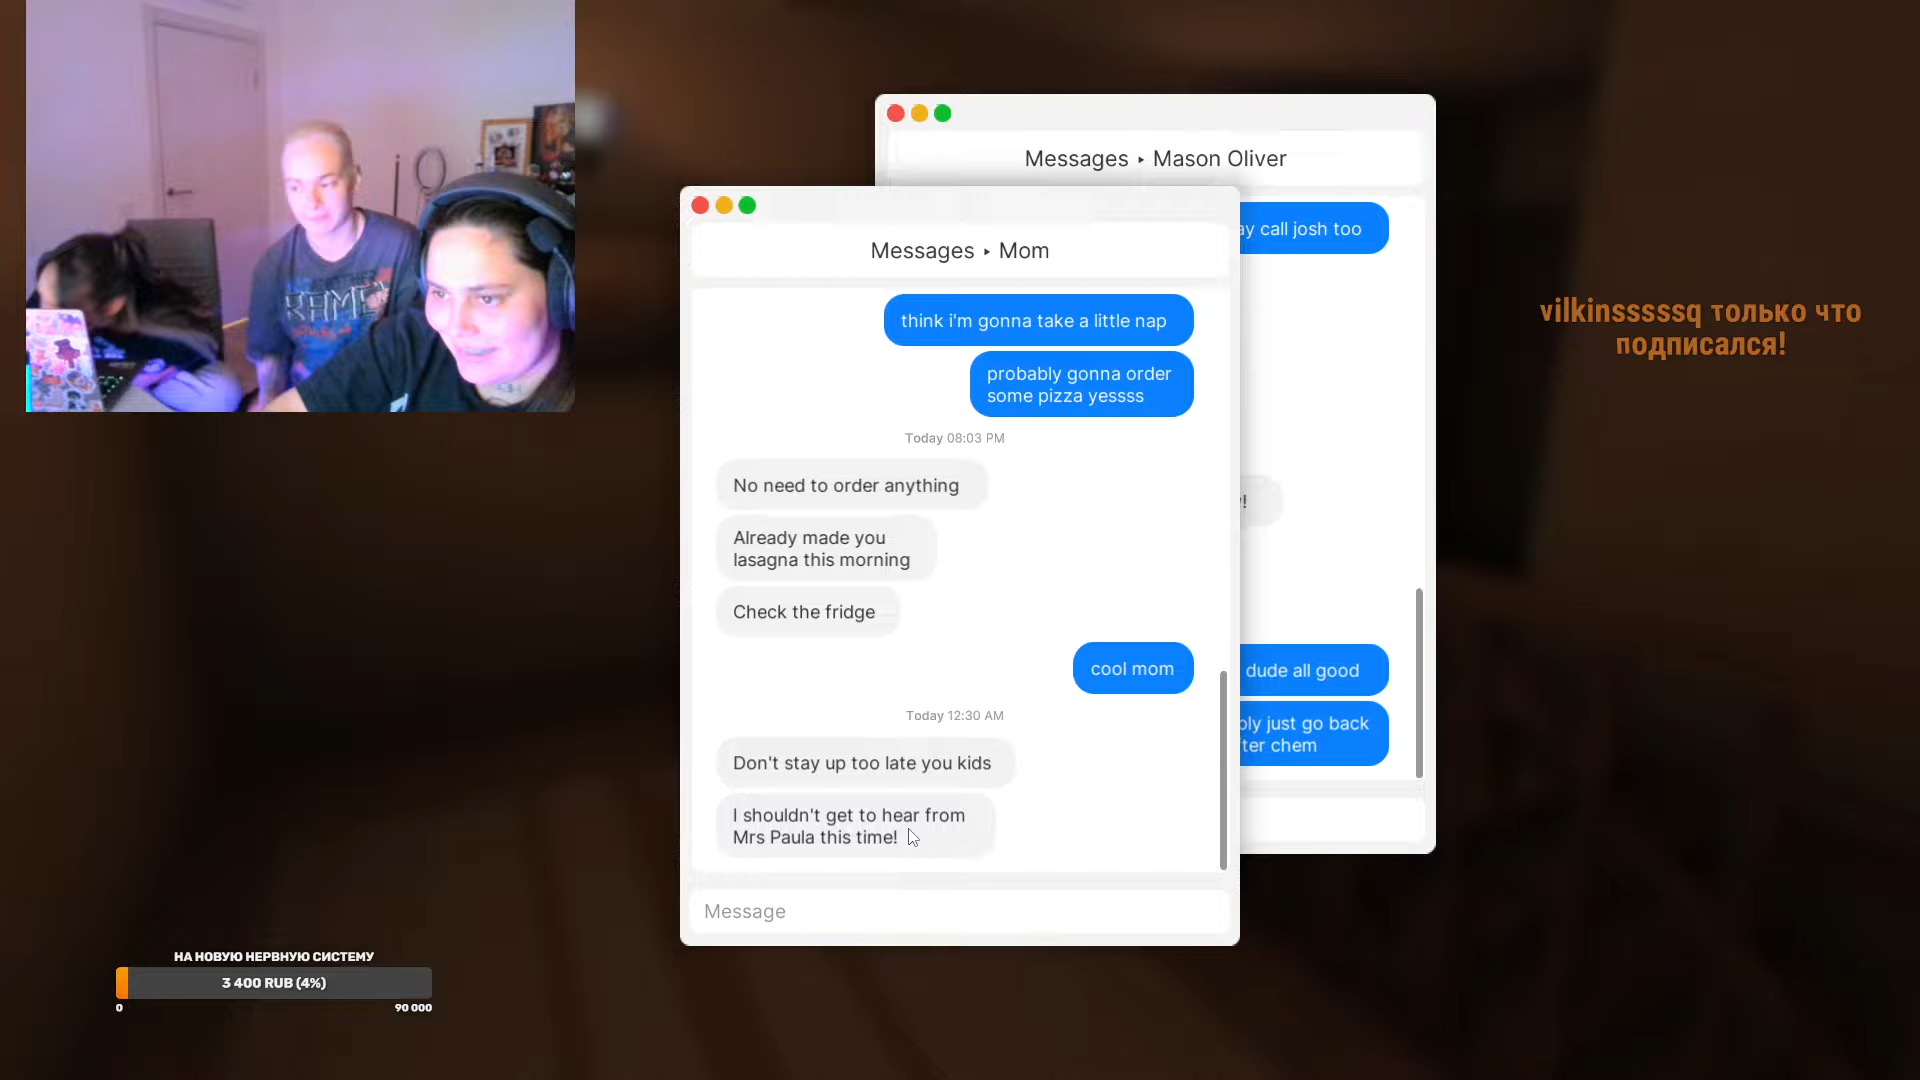 Messages ▸ Mason Oliver
call josh too
dude all good
just go back
chem
Messages ▸ Mom
think i'm gonna take a little nap
probably gonna order
some pizza yessss
Today 08:03 PM
No need to order anything
Already made you
lasagna this morning
Check the fridge
cool mom
Today 12:30 AM
Don't stay up too late you kids
I shouldn't get to hear from
Mrs Paula this time!
Message
vilkinsssssq только что
подписался!
НА НОВУЮ НЕРВНУЮ СИСТЕМУ
3 400 RUB (4%)
0
90 000